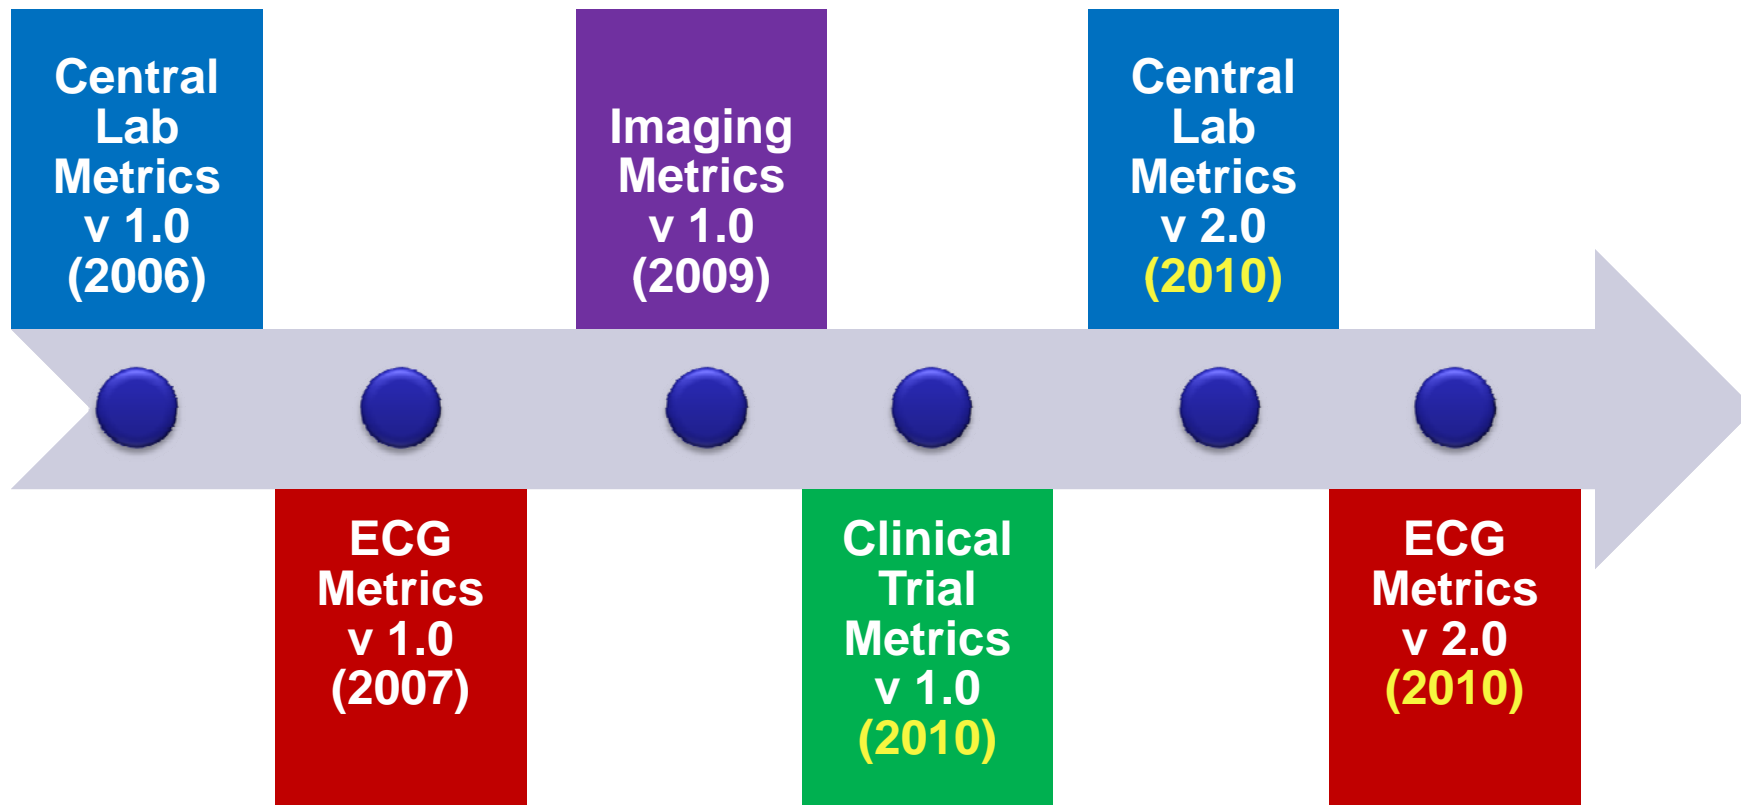 Central
Lab
Metrics
v 1.0
(2006)
ECG
Metrics
v 1.0
(2007)
Imaging
Metrics
v 1.0
(2009)
Clinical
Trial
Metrics
v 1.0
(2010)
Central
Lab
Metrics
v 2.0
(2010)
ECG
Metrics
v 2.0
(2010)